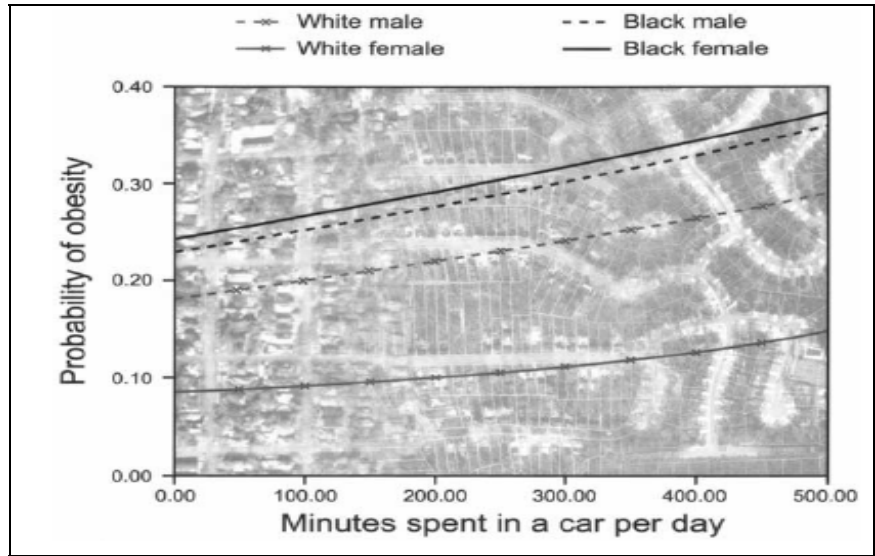 White male Black male
White female Black female
0.40
0.30
0.20
0.10
0.00
Probability of obesity
0.00 100.00 200.00 300.00 400.00 500.00
Minutes spent in a car per day